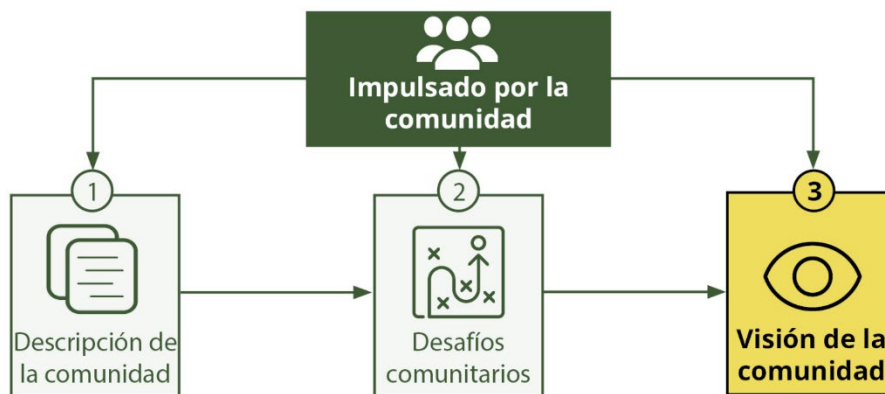 Impulsado por la
comunidad
1
Descripción de
la comunidad
2
Desafíos
comunitarios
3
Visión de la
comunidad